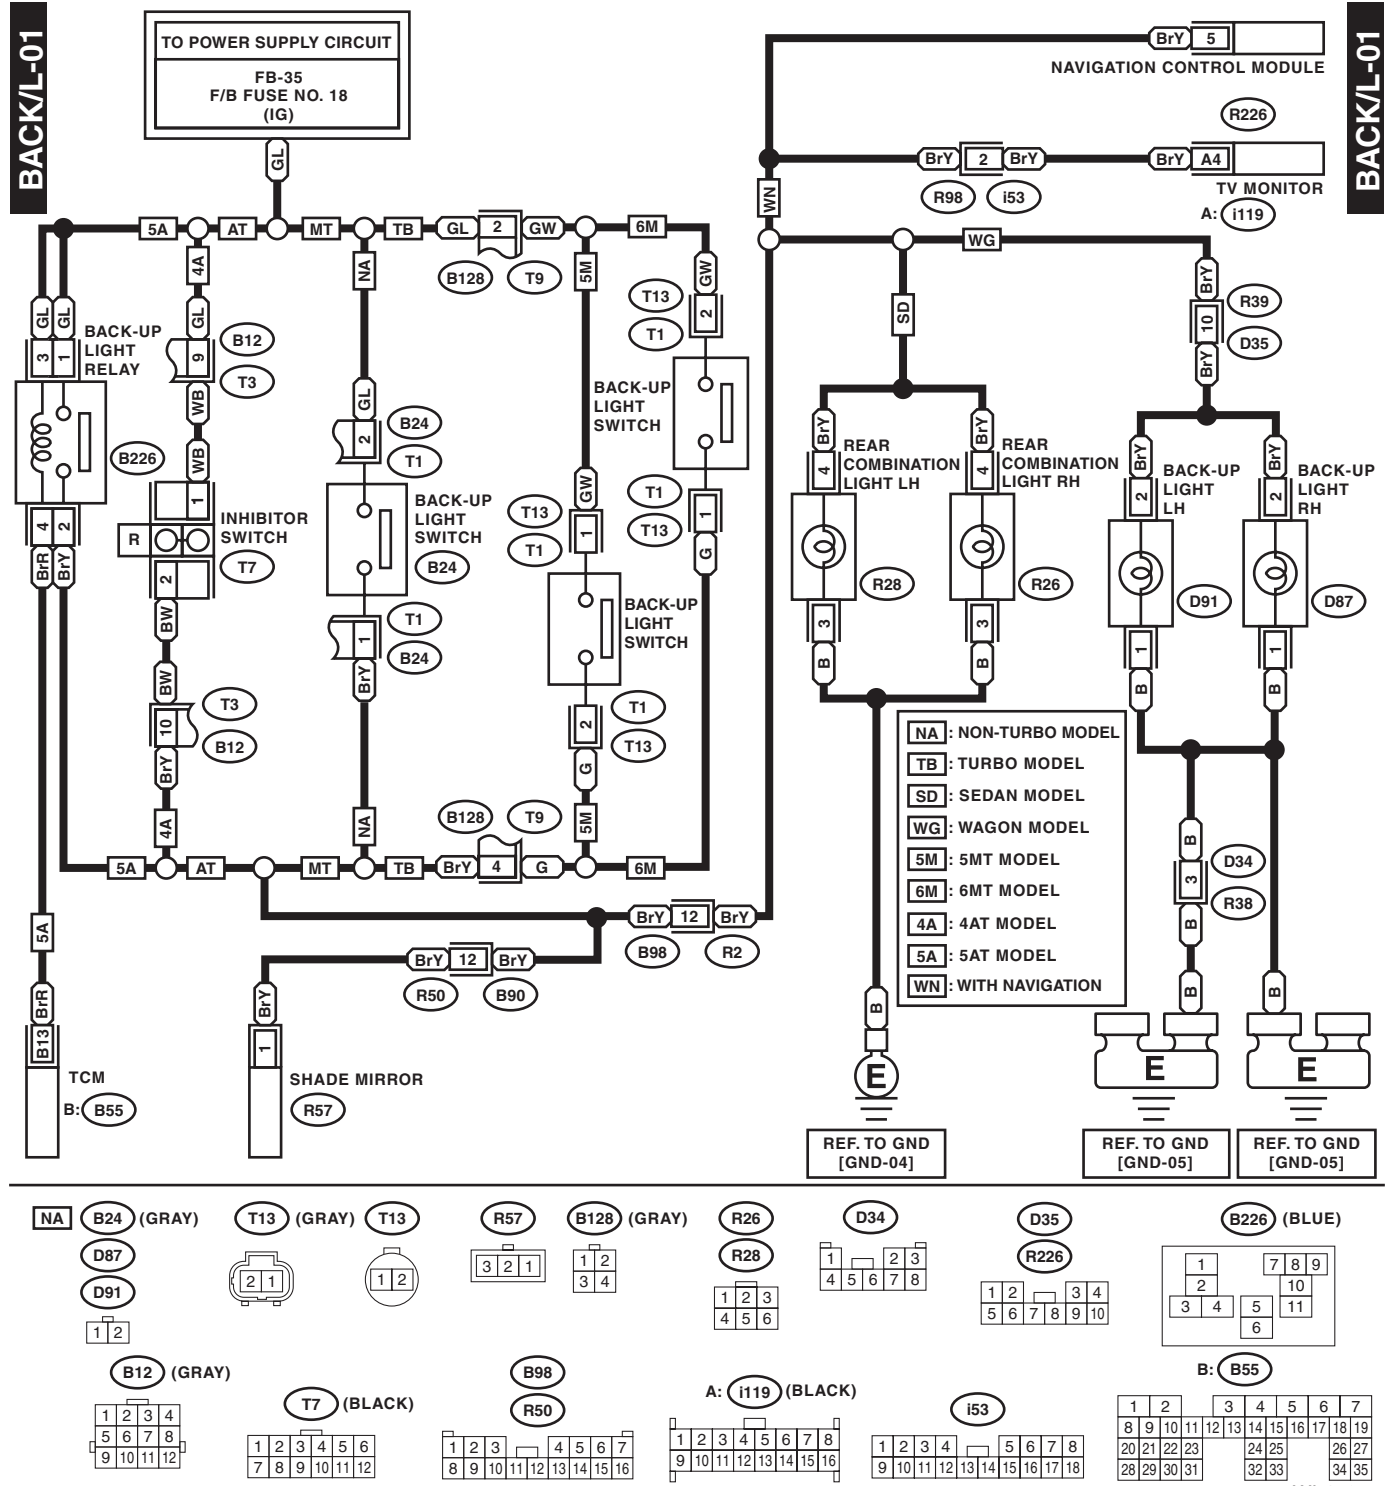 BACK/L-01
TO POWER SUPPLY CIRCUIT
FB-35
F/B FUSE NO. 18
(IG)
GL
BrY 5
NAVIGATION CONTROL MODULE
BACK/L-01
R226
BrY 2 BrY BrY A4
R98 i53
TV MONITOR
A: i119
WN
5A AT MT TB GL 2 GW 6M
WG
4A NA B128 T9 5M GW BrY
GL GL GL T13 2 T1 SD R39 10 D35 BrY
BACK-UP
LIGHT
RELAY
3 1
9 B12 T3
WB
BACK-UP
LIGHT
SWITCH
GL
2 B24 T1
B226
WB
BrY BrY BrY BrY
REAR
COMBINATION
LIGHT LH
4
REAR
COMBINATION
LIGHT RH
4
BACK-UP
LIGHT
LH
2
BACK-UP
LIGHT
RH
2
4 2
BrR BrY
1
R
INHIBITOR
SWITCH
T7
2
BACK-UP
LIGHT
SWITCH
B24
GW
T13 1 T1
T1 1 T13
G
R28
R26
D91
D87
BW
1 T1 B24
BrY
BACK-UP
LIGHT
SWITCH
3 3 1 1
B B B B
BW
10 T3 B12
BrY
T1 2 T13
G
NA : NON-TURBO MODEL
TB : TURBO MODEL
SD : SEDAN MODEL
WG : WAGON MODEL
5M : 5MT MODEL
6M : 6MT MODEL
4A : 4AT MODEL
5A : 5AT MODEL
WN : WITH NAVIGATION
4A NA B128 T9 5M
5A AT MT TB BrY 4 G 6M
B
3 D34 R38
B
5A
BrY 12 BrY
B98 R2
BrY 12 BrY
R50 B90
BrR BrY B B B
B13 1
TCM
B: B55
SHADE MIRROR
R57
E E E
REF. TO GND
[GND-04]
REF. TO GND
[GND-05]
REF. TO GND
[GND-05]
NA B24 (GRAY)
D87
D91
1 2
T13 (GRAY)
2 1
T13
1 2
R57
3 2 1
B128 (GRAY)
1 2
3 4
R26
R28
1 2 3
4 5 6
D34
1 2 3
4 5 6 7 8
D35
R226
1 2 3 4
5 6 7 8 9 10
B226 (BLUE)
1 7 8 9
2 10
3 4 5 11
6
B12 (GRAY)
1 2 3 4
5 6 7 8
9 10 11 12
T7 (BLACK)
1 2 3 4 5 6
7 8 9 10 11 12
B98
R50
1 2 3 4 5 6 7
8 9 10 11 12 13 14 15 16
A: i119 (BLACK)
1 2 3 4 5 6 7 8
9 10 11 12 13 14 15 16
i53
1 2 3 4 5 6 7 8
9 10 11 12 13 14 15 16 17 18
B: B55
1 2 3 4 5 6 7
8 9 10 11 12 13 14 15 16 17 18 19
20 21 22 23 24 25 26 27
28 29 30 31 32 33 34 35